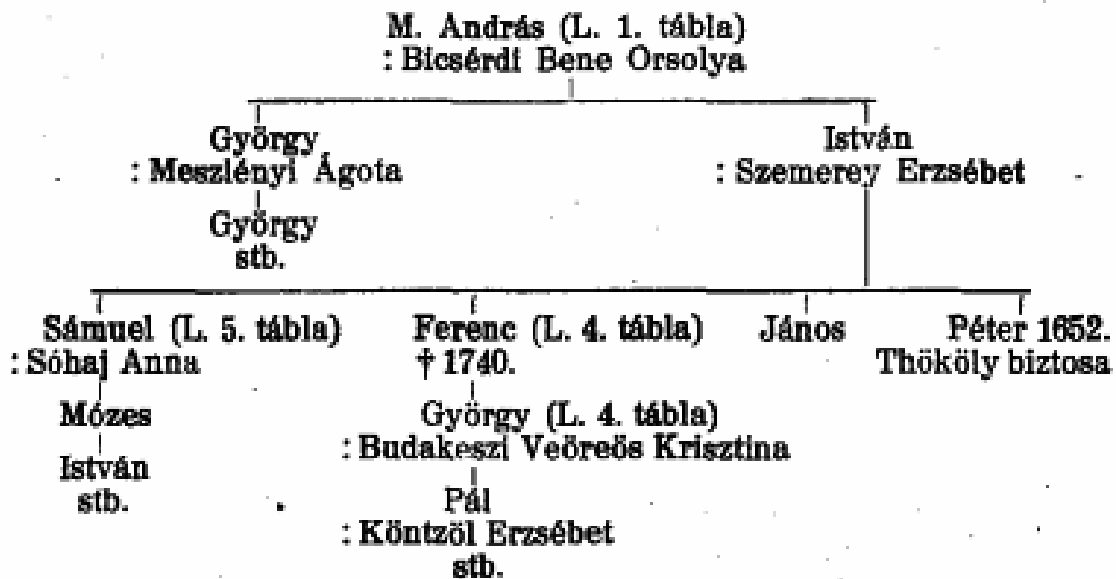 M. András (L. 1. tábla)
: Bicsérdi Bene Orsolya
György István
: Meszlényi Ágota : Szemerey Erzsébet
György
stb.
Sámuel (L. 5. tábla) Ferenc (L. 4. tábla) János Péter 1652.
: Sóhaj Anna † 1740. Thököly biztosa
Mózes György (L. 4. tábla)
: Budakeszi Veöreös Krisztina
István
stb. Pál
: Köntzöl Erzsébet
stb.